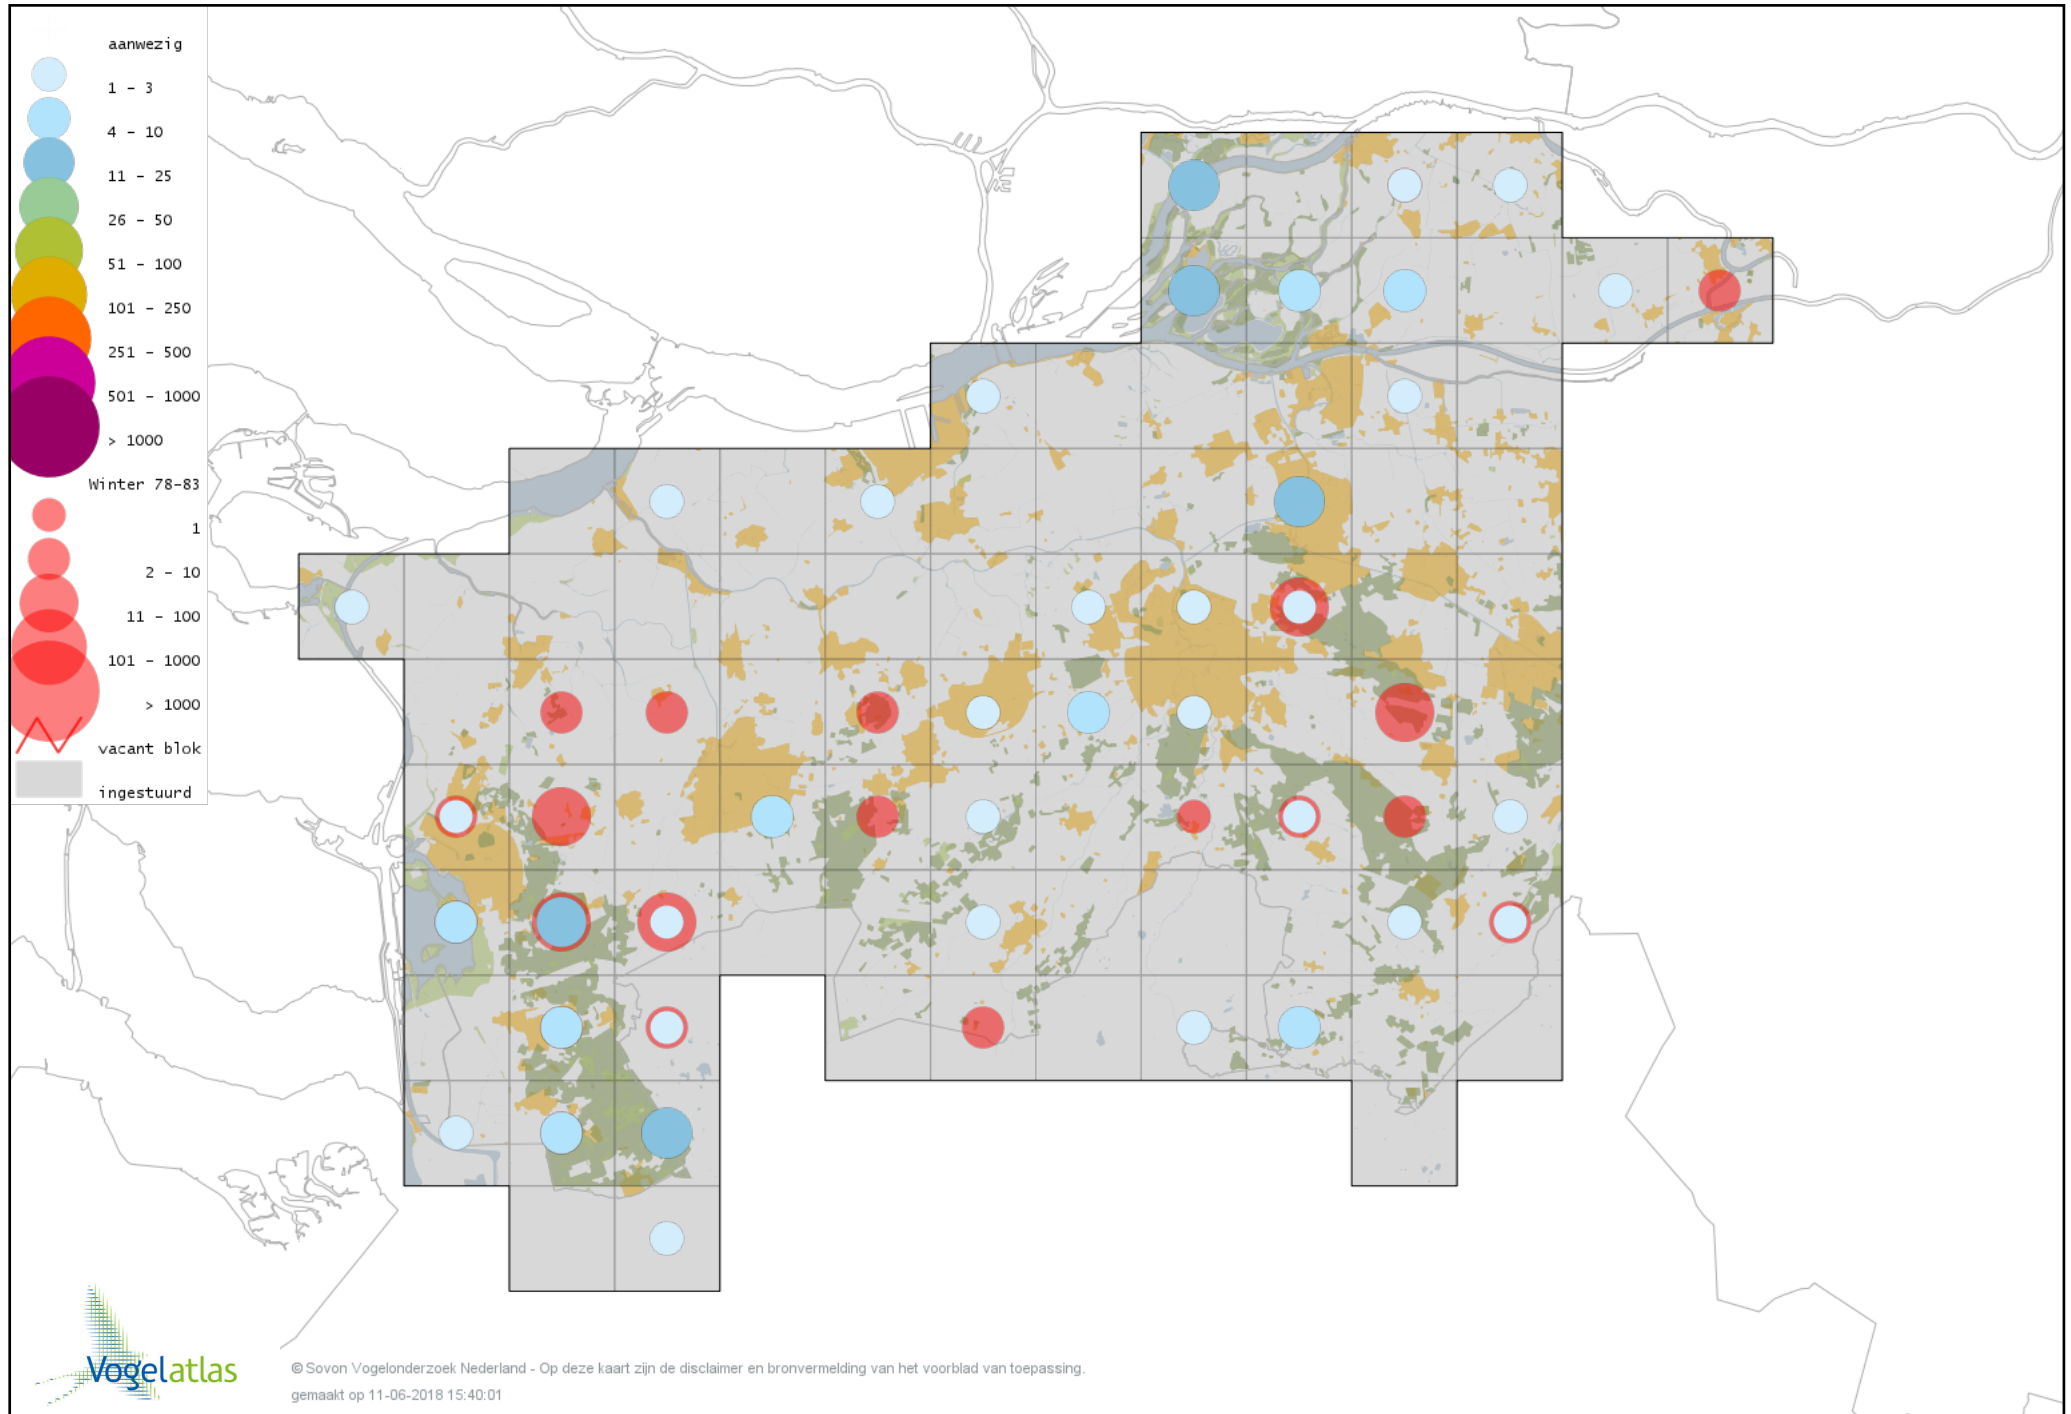 aanwezig
1 – 3
4 – 10
11 – 25
26 – 50
51 – 100
101 – 250
251 – 500
501 – 1000
> 1000
Winter 78-83
1
2 – 10
11 – 100
101 – 1000
> 1000
vacant blok
ingestuurd
Vogelatlas
© Sovon Vogelonderzoek Nederland - Op deze kaart zijn de disclaimer en bronvermelding van het voorblad van toepassing.
gemaakt op 11-06-2018 15:40:01